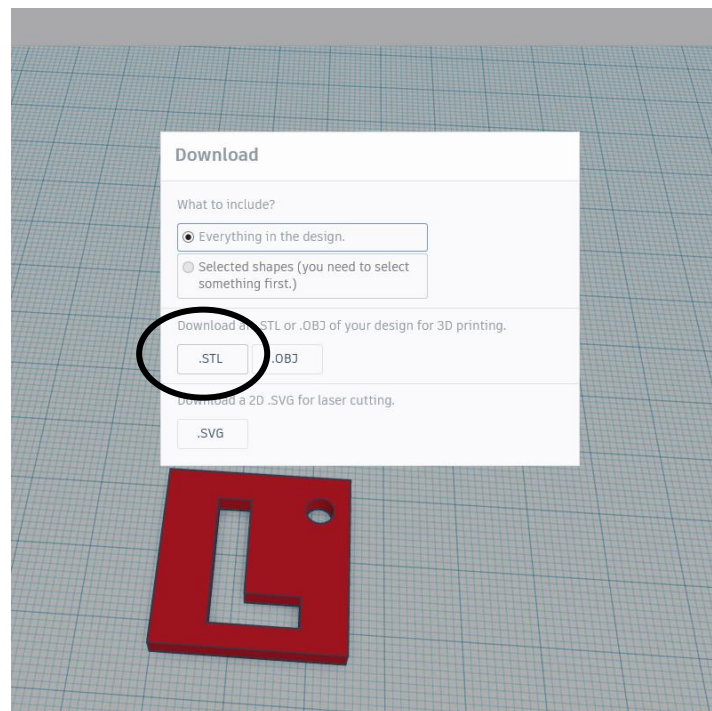 Download
What to include?
Everything in the design.
Selected shapes (you need to select
something first.)
Download an .STL or .OBJ of your design for 3D printing.
.STL
.OBJ
Download a 2D .SVG for laser cutting.
.SVG
L